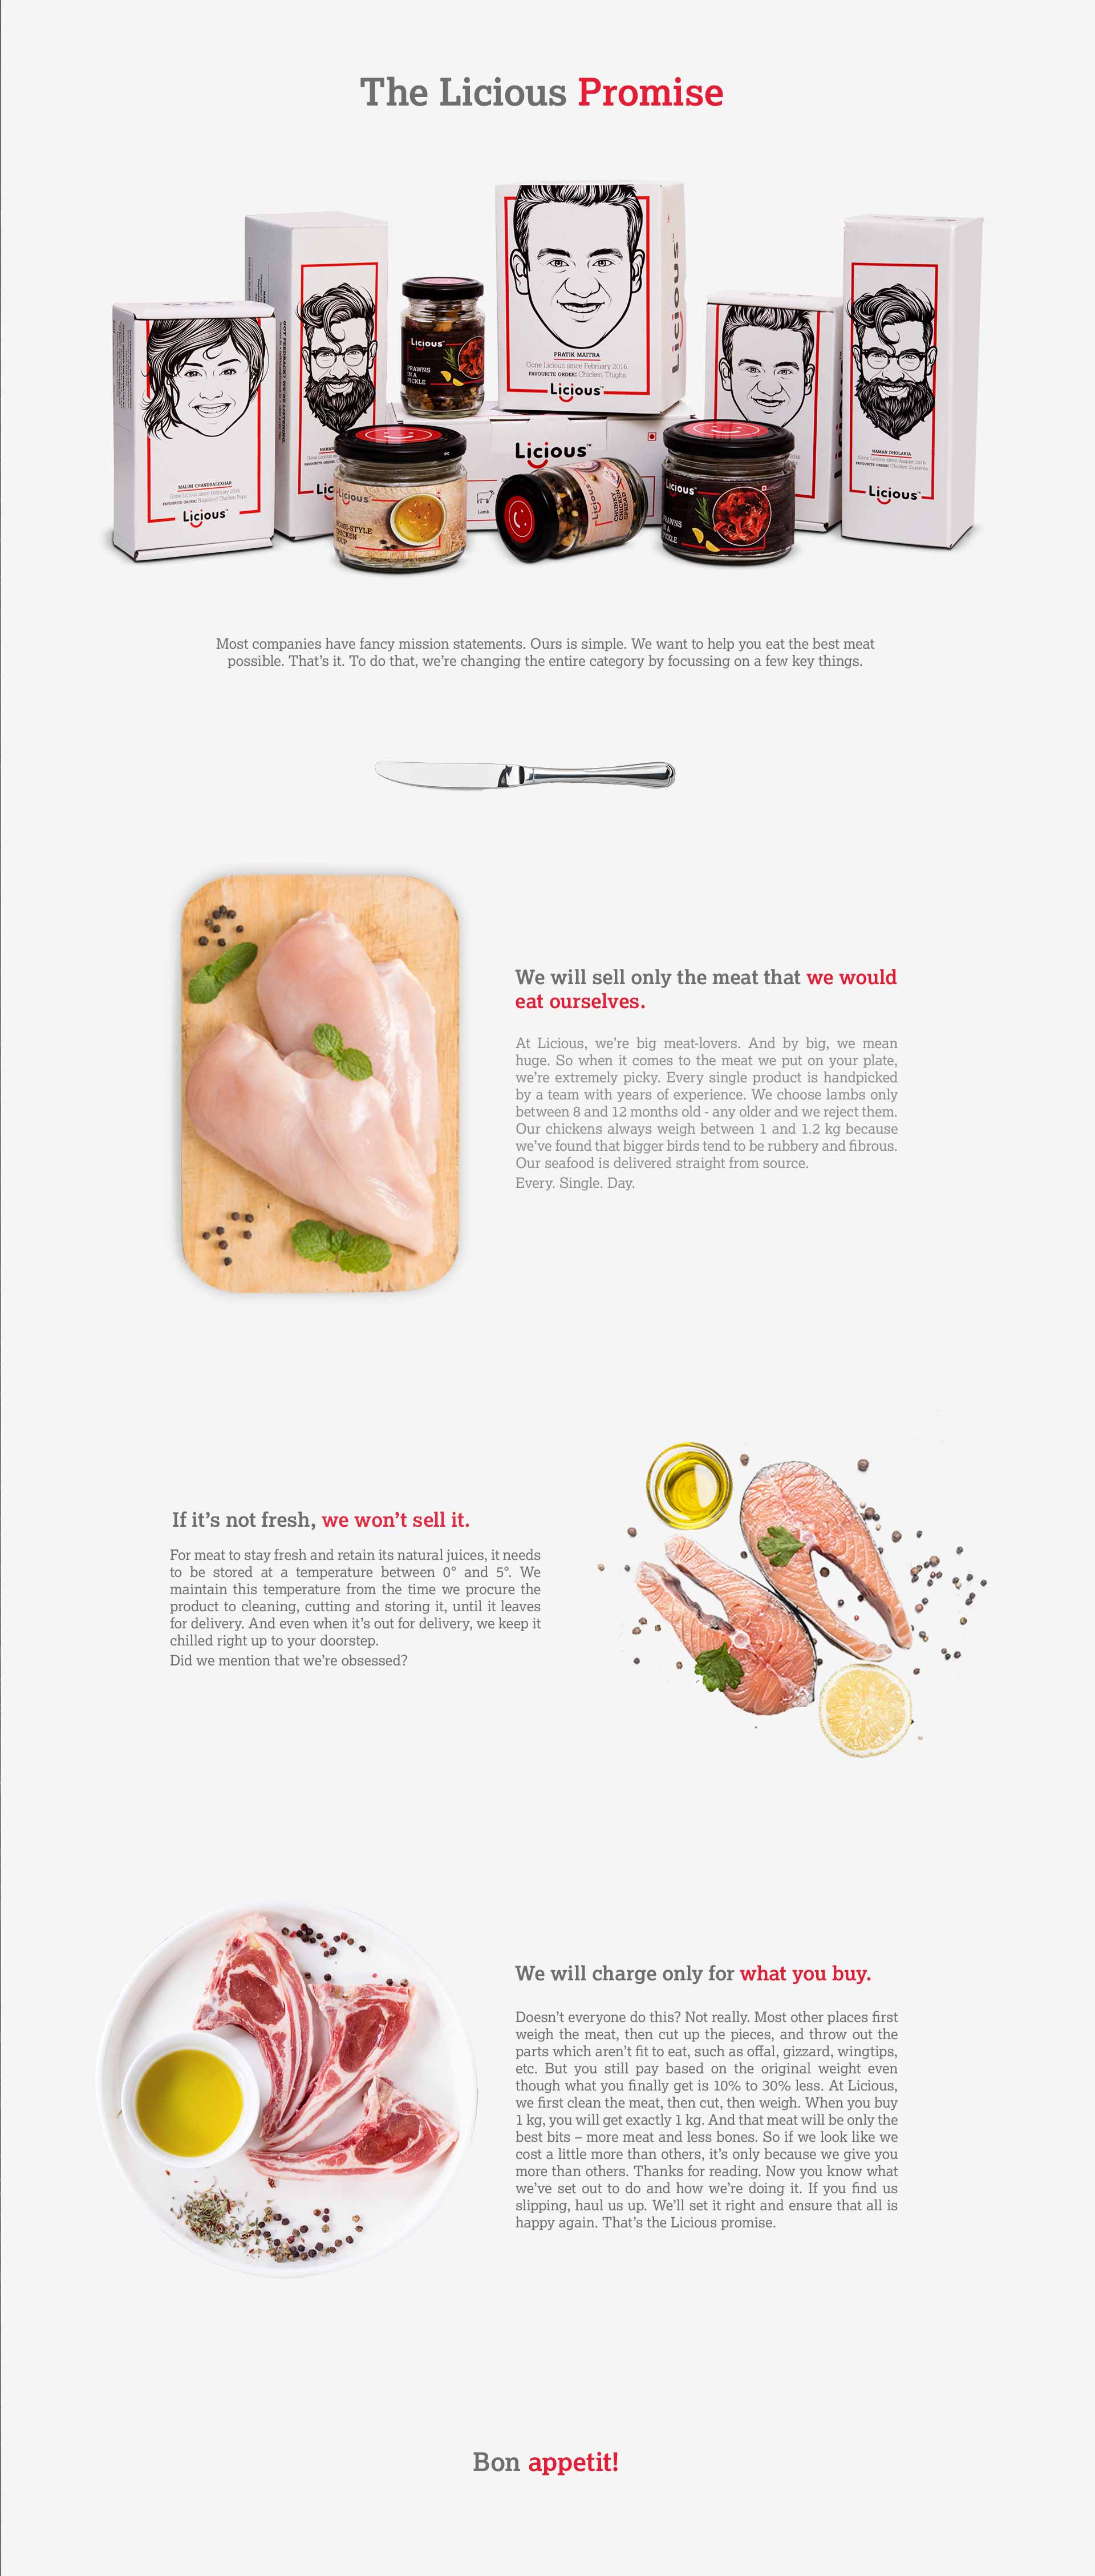 The Licious Promise
PRATIK MAITRA
Gone Licious since February 2016.
FAVOURITE ORDER: Chicken Thighs
Licious™
Licious™
Licious™
PRAWNS
IN A
PICKLE
Licious™
Lamb
MALINI CHANDRASEKHAR
Gone Licious since February 2016
FAVOURITE ORDER:
Licious™
Lic
Licious
HOME-STYLE
CHICKEN
SOUP
Licious
CHUNKY
CHICKEN
SPREAD
Licious™
PRAWNS
IN A
PICKLE
NAMAN DHOLAKIA
Gone Licious since August 2016
FAVOURITE ORDER: Chicken Supreme
Licious™
Most companies have fancy mission statements. Ours is simple. We want to help you eat the best meat
possible. That’s it. To do that, we’re changing the entire category by focussing on a few key things.
We will sell only the meat that we would
eat ourselves.
At Licious, we’re big meat-lovers. And by big, we mean
huge. So when it comes to the meat we put on your plate,
we’re extremely picky. Every single product is handpicked
by a team with years of experience. We choose lambs only
between 8 and 12 months old - any older and we reject them.
Our chickens always weigh between 1 and 1.2 kg because
we’ve found that bigger birds tend to be rubbery and fibrous.
Our seafood is delivered straight from source.
Every. Single. Day.
If it’s not fresh, we won’t sell it.
For meat to stay fresh and retain its natural juices, it needs
to be stored at a temperature between 0° and 5°. We
maintain this temperature from the time we procure the
product to cleaning, cutting and storing it, until it leaves
for delivery. And even when it’s out for delivery, we keep it
chilled right up to your doorstep.
Did we mention that we’re obsessed?
We will charge only for what you buy.
Doesn’t everyone do this? Not really. Most other places first
weigh the meat, then cut up the pieces, and throw out the
parts which aren’t fit to eat, such as offal, gizzard, wingtips,
etc. But you still pay based on the original weight even
though what you finally get is 10% to 30% less. At Licious,
we first clean the meat, then cut, then weigh. When you buy
1 kg, you will get exactly 1 kg. And that meat will be only the
best bits – more meat and less bones. So if we look like we
cost a little more than others, it’s only because we give you
more than others. Thanks for reading. Now you know what
we’ve set out to do and how we’re doing it. If you find us
slipping, haul us up. We’ll set it right and ensure that all is
happy again. That’s the Licious promise.
Bon appetit!